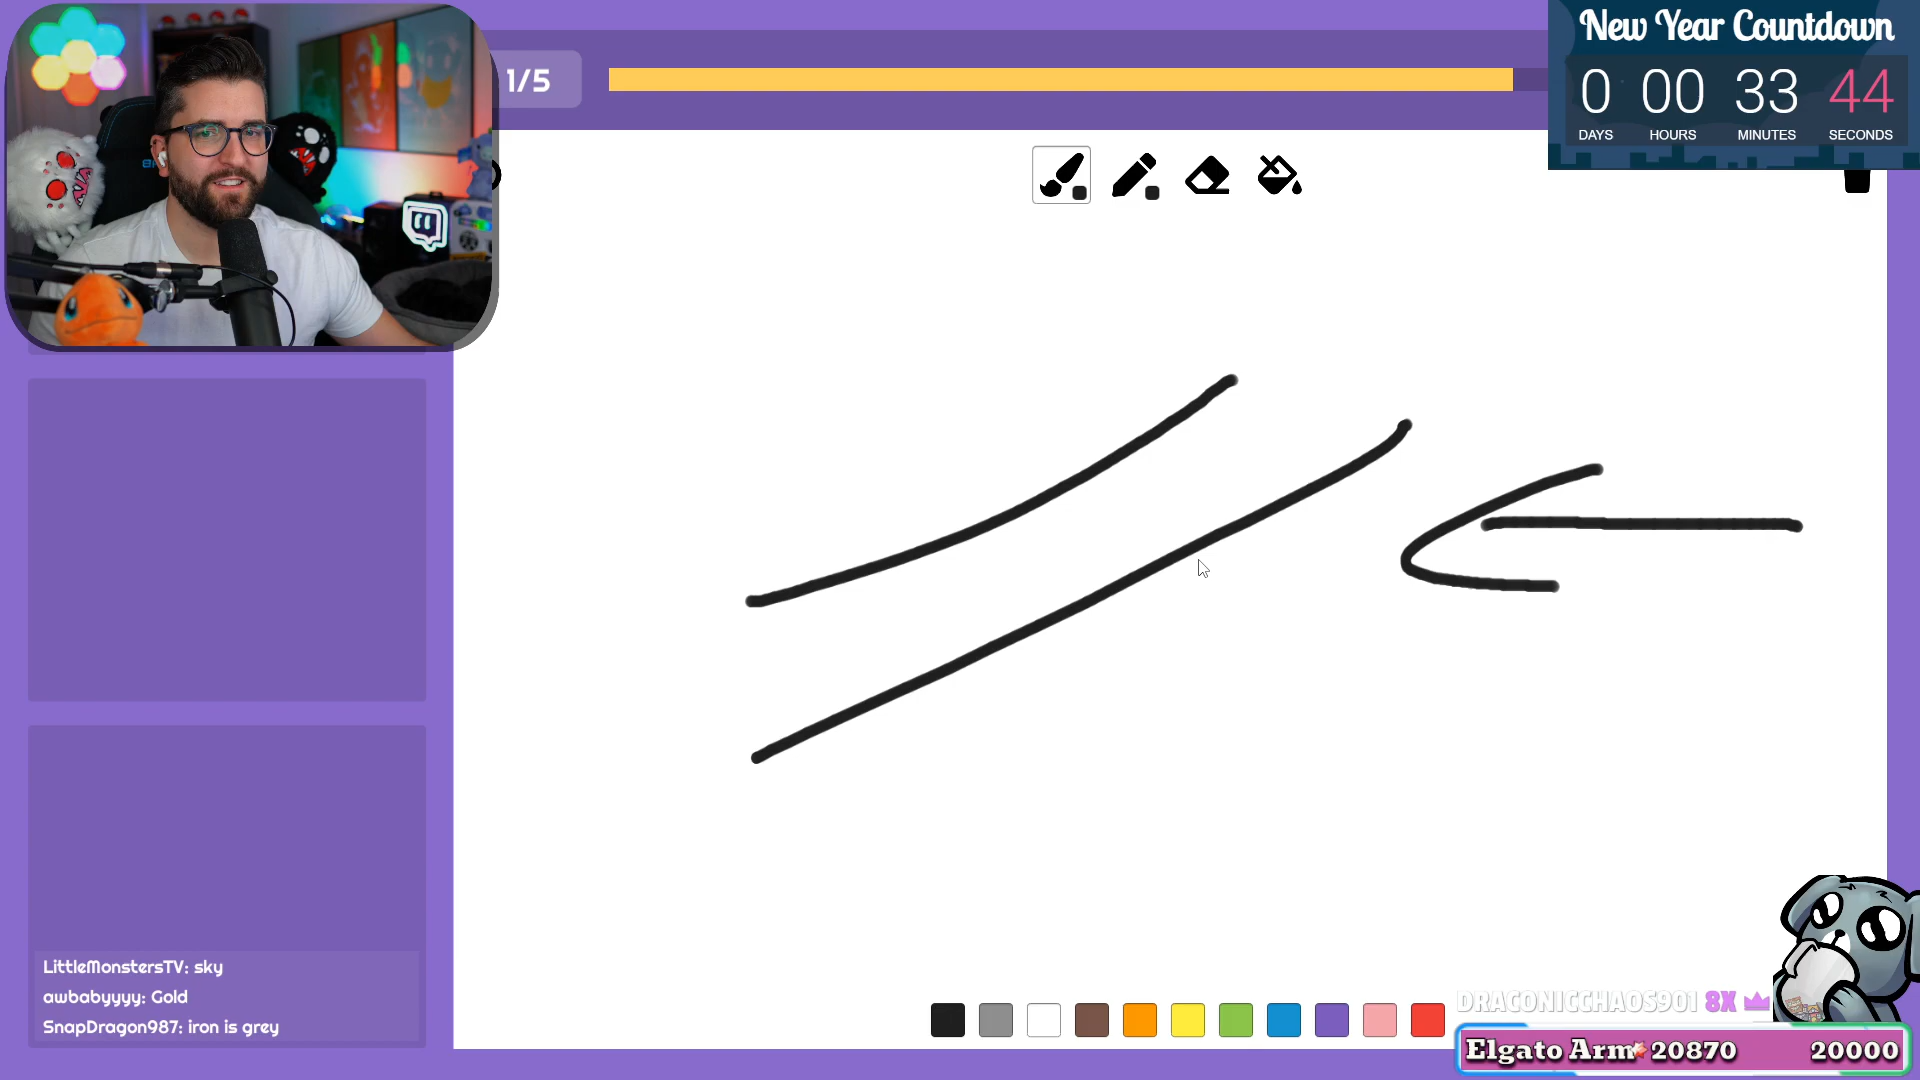 1/5
New Year Countdown
0 00 33 44
DAYS HOURS MINUTES SECONDS
LittleMonstersTV: sky
awbabyyyy: Gold
SnapDragon987: iron is grey
DRACONICCHAOS901 8X
Elgato Arm 20870 20000